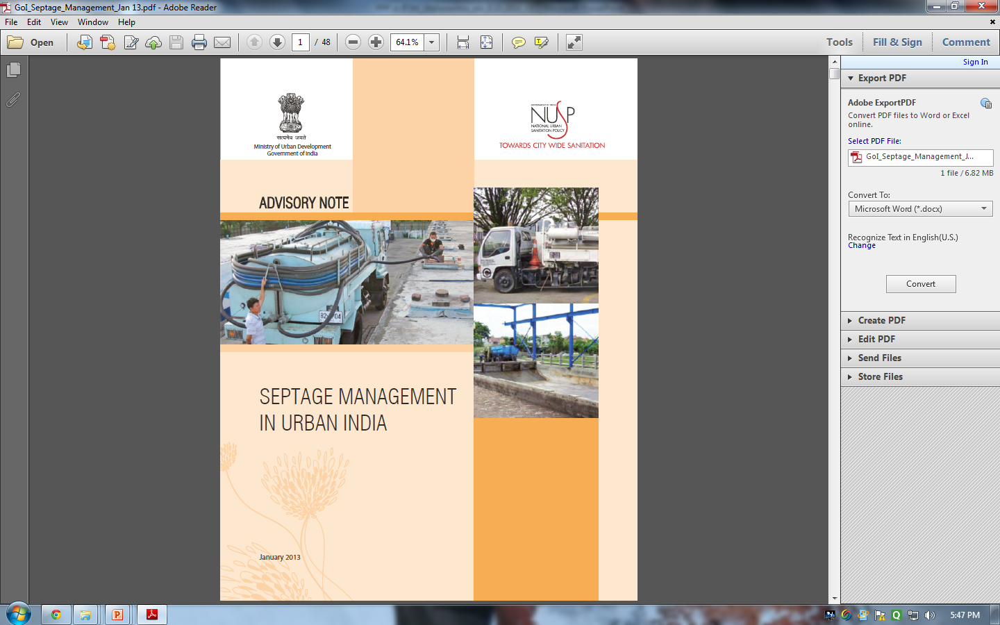 GoI_Septage_Management_Jan 13.pdf - Adobe Reader
File Edit View Window Help
Open
1 / 48
64.1%
Tools
Fill & Sign
Comment
Sign In
Export PDF
Adobe ExportPDF
Convert PDF files to Word or Excel
online.
Select PDF File:
GoI_Septage_Management_J...
1 file / 6.82 MB
Convert To:
Microsoft Word (*.docx)
Recognize Text in English(U.S.)
Change
Convert
Create PDF
Edit PDF
Send Files
Store Files
सत्यमेव जयते
Ministry of Urban Development
Government of India
GOVERNMENT OF INDIA
NUSP
NATIONAL URBAN
SANITATION POLICY
TOWARDS CITY WIDE SANITATION
ADVISORY NOTE
SEPTAGE MANAGEMENT
IN URBAN INDIA
January 2013
5:47 PM